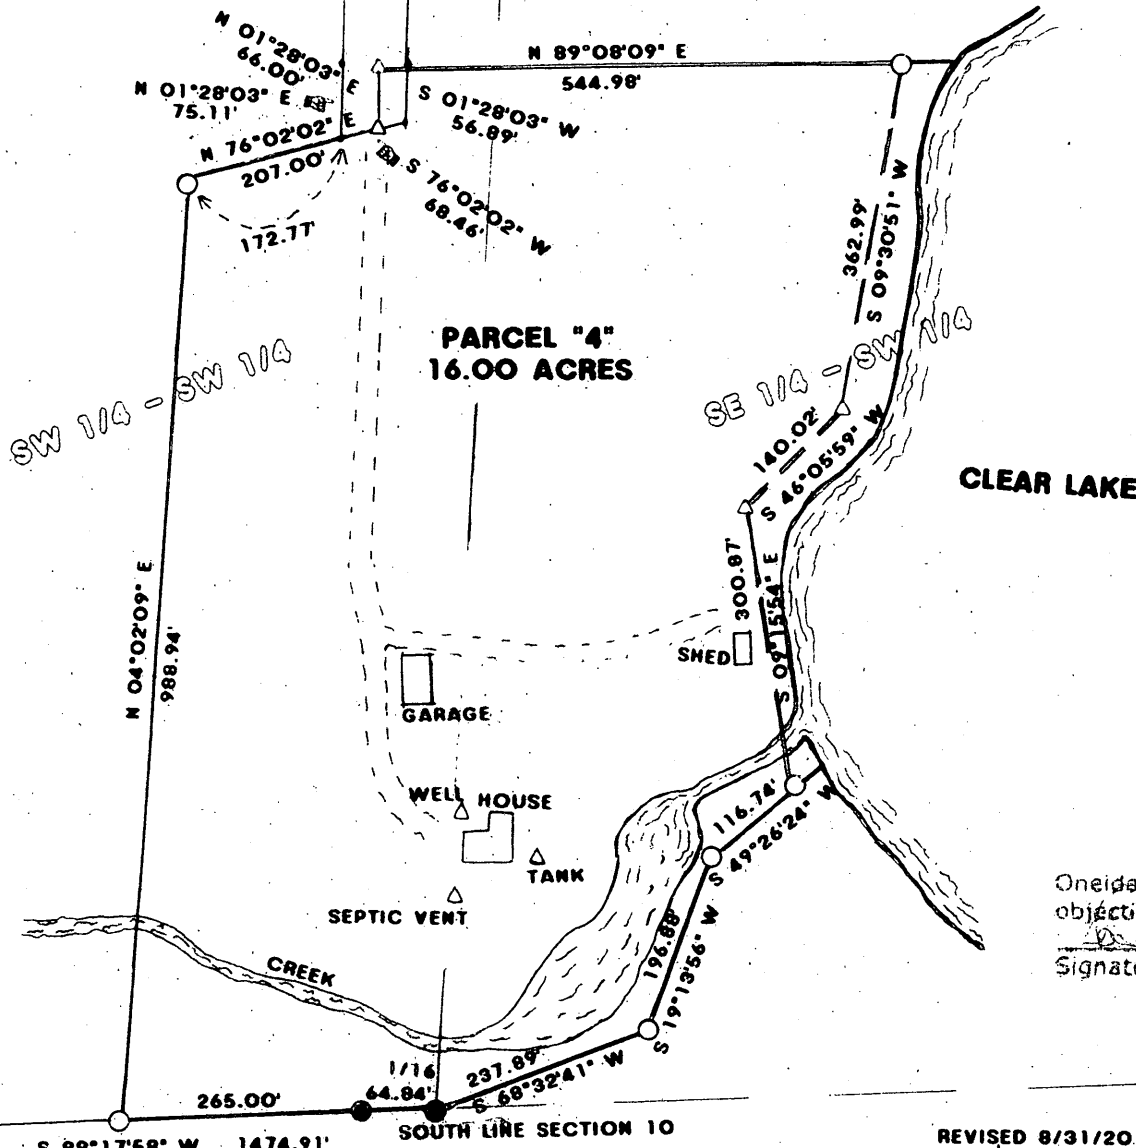 N 01°28'03" E
66.00'
N 89°08'09" E
544.98'
N 01°28'03" E
75.11'
S 01°28'03" W
56.89'
N 76°02'02" E
207.00'
S 76°02'02" W
68.46'
172.77'
362.99'
S 09°30'51" W
PARCEL "4"
16.00 ACRES
SW 1/4 - SW 1/4
SE 1/4 - SW 1/4
140.02'
S 46°05'59" W
CLEAR LAKE
300.87'
S 09°15'54" E
N 04°02'09" E
988.94'
SHED
GARAGE
WELL
HOUSE
116.74'
S 49°26'24" W
TANK
SEPTIC VENT
Oneida
objecti
Signat
196.88'
S 19°13'56" W
CREEK
1/16
64.84'
237.89'
S 68°32'41" W
265.00'
SOUTH LINE SECTION 10
S 88°17'58" W 1474.91'
REVISED 8/31/20